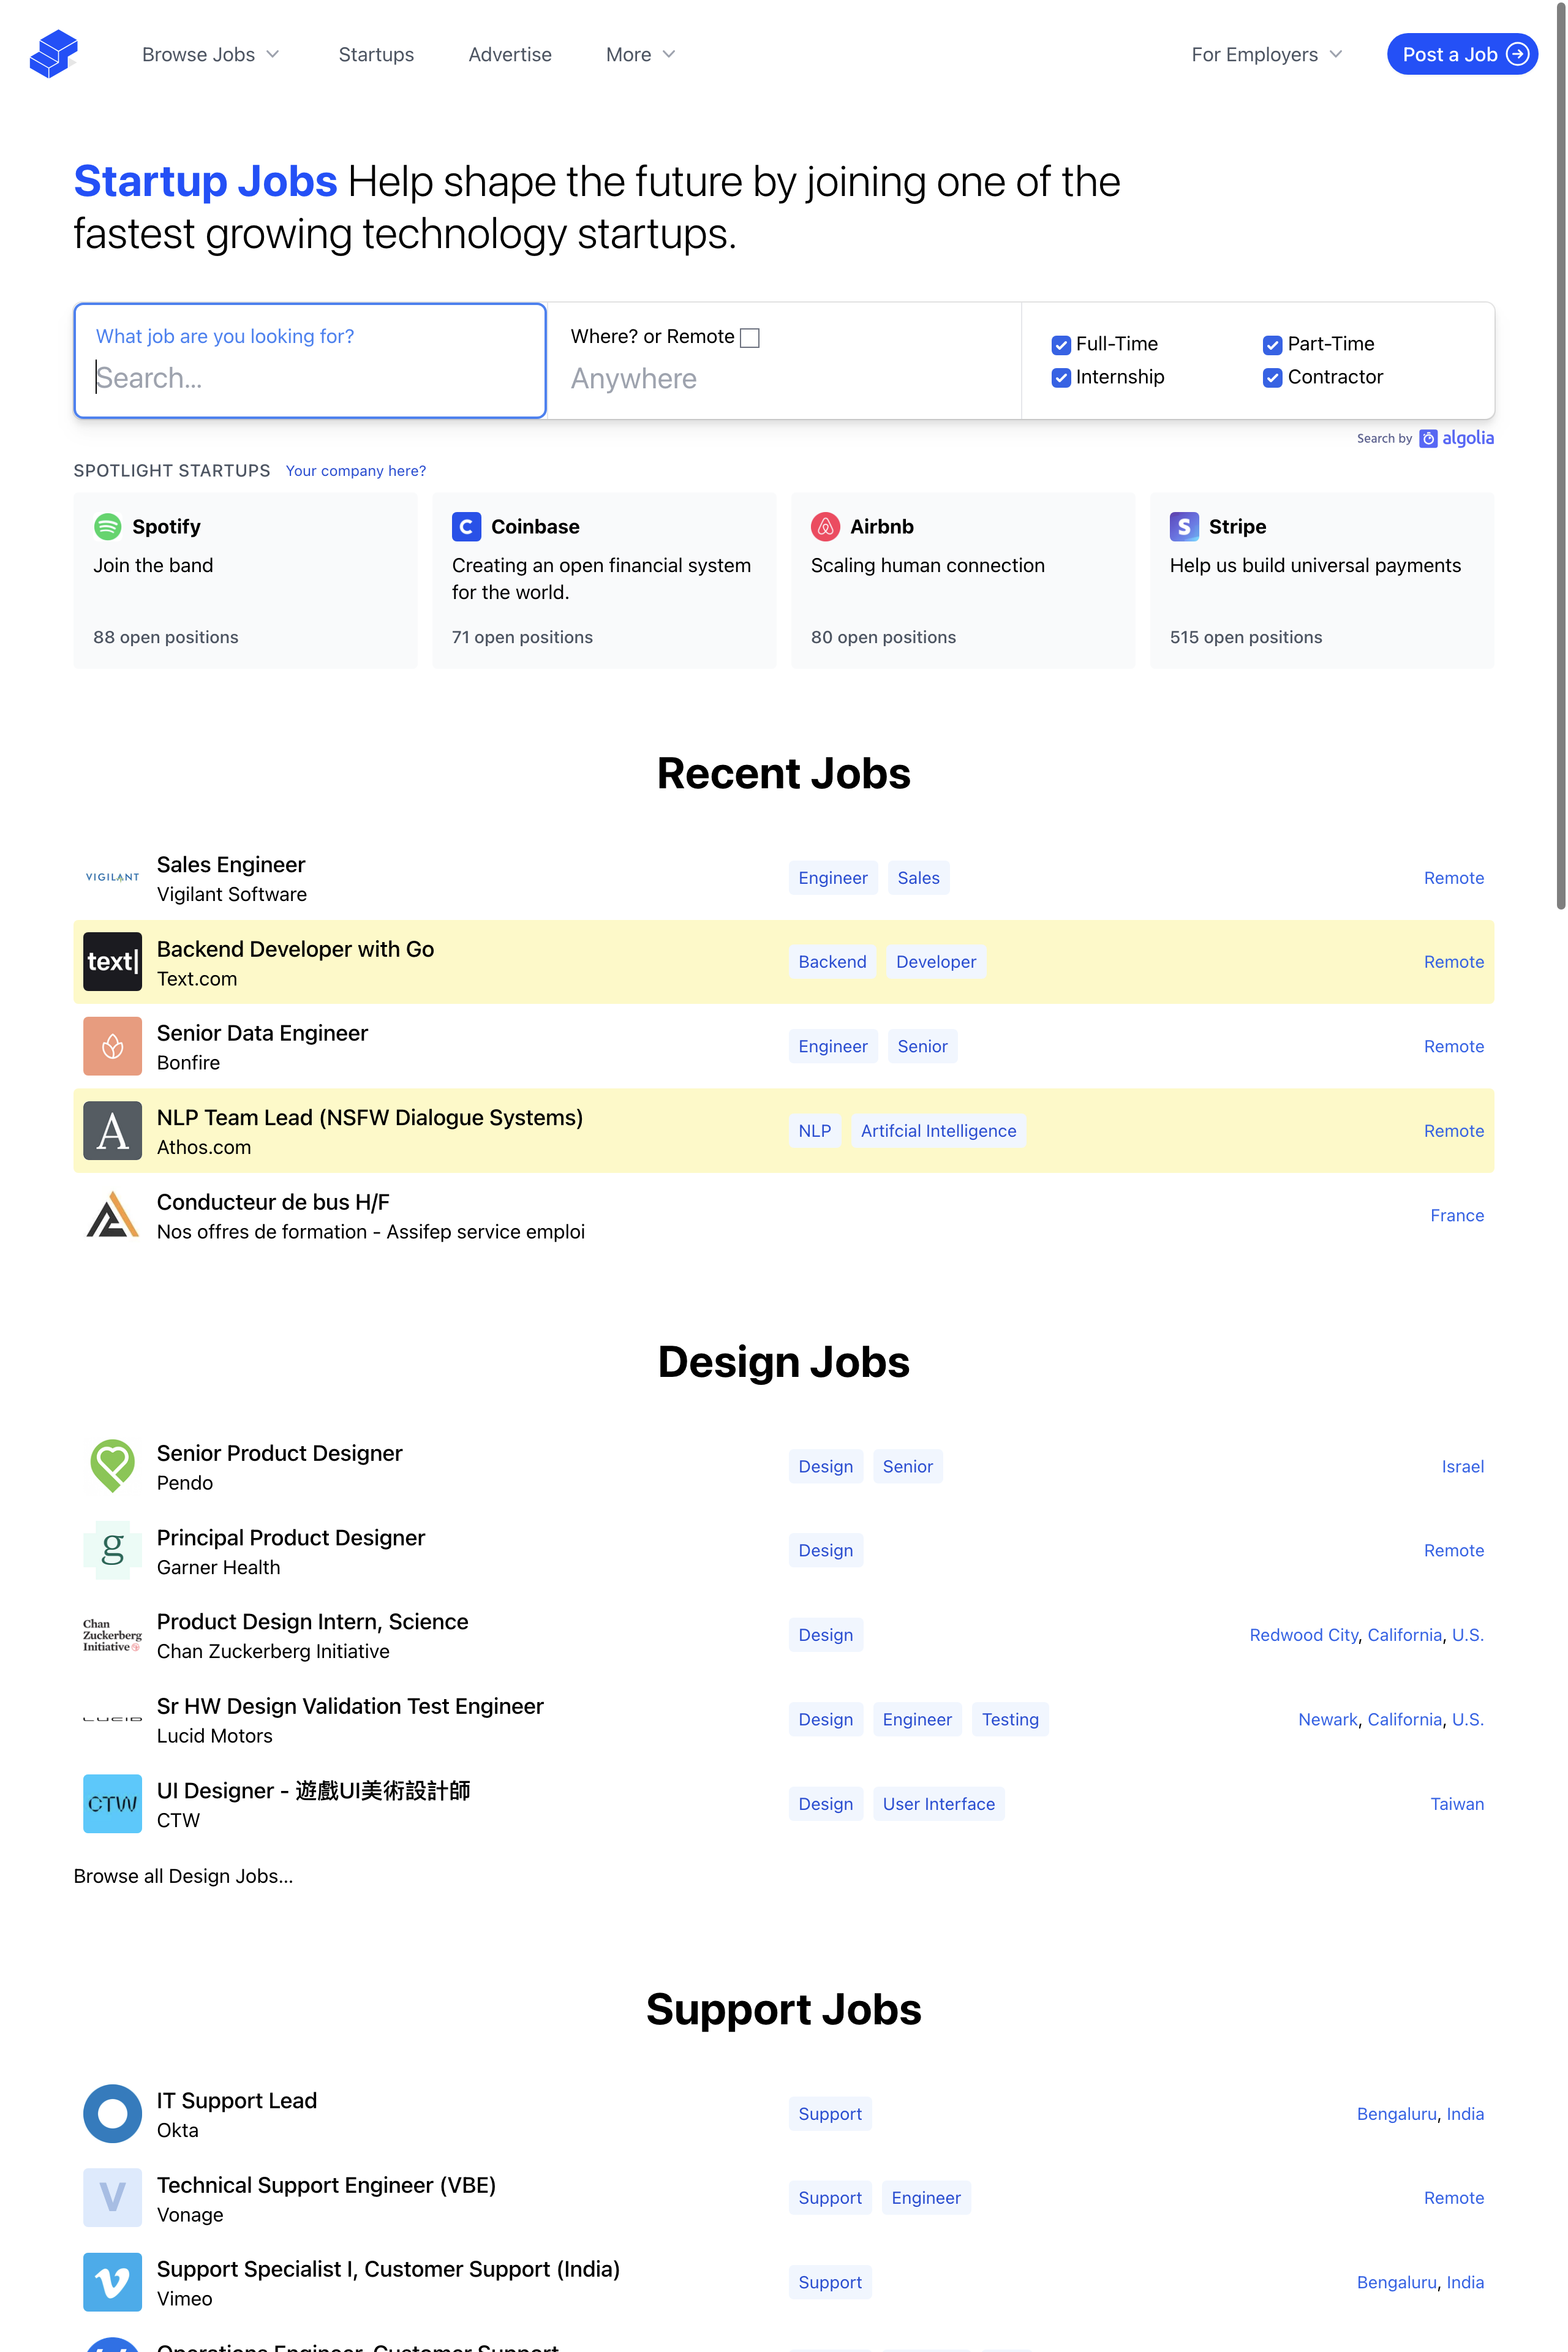 Browse Jobs
Startups
Advertise
More
For Employers
Post a Job
Startup Jobs Help shape the future by joining one of the
fastest growing technology startups.
What job are you looking for?
Search...
Where? or Remote
Anywhere
Full-Time
Part-Time
Internship
Contractor
Search by algolia
SPOTLIGHT STARTUPS Your company here?
Spotify
Join the band
88 open positions
C
Coinbase
Creating an open financial system
for the world.
71 open positions
Airbnb
Scaling human connection
80 open positions
S
Stripe
Help us build universal payments
515 open positions
Recent Jobs
VIGILANT
Sales Engineer
Vigilant Software
Engineer
Sales
Remote
text|
Backend Developer with Go
Text.com
Backend
Developer
Remote
Senior Data Engineer
Bonfire
Engineer
Senior
Remote
A
NLP Team Lead (NSFW Dialogue Systems)
Athos.com
NLP
Artifcial Intelligence
Remote
Conducteur de bus H/F
Nos offres de formation - Assifep service emploi
France
Design Jobs
Senior Product Designer
Pendo
Design
Senior
Israel
g
Principal Product Designer
Garner Health
Design
Remote
Chan
Zuckerberg
Initiative
Product Design Intern, Science
Chan Zuckerberg Initiative
Design
Redwood City, California, U.S.
LUCID
Sr HW Design Validation Test Engineer
Lucid Motors
Design
Engineer
Testing
Newark, California, U.S.
CTW
UI Designer - 遊戲UI美術設計師
CTW
Design
User Interface
Taiwan
Browse all Design Jobs...
Support Jobs
IT Support Lead
Okta
Support
Bengaluru, India
V
Technical Support Engineer (VBE)
Vonage
Support
Engineer
Remote
v
Support Specialist I, Customer Support (India)
Vimeo
Support
Bengaluru, India
Operations Engineer, Customer Support